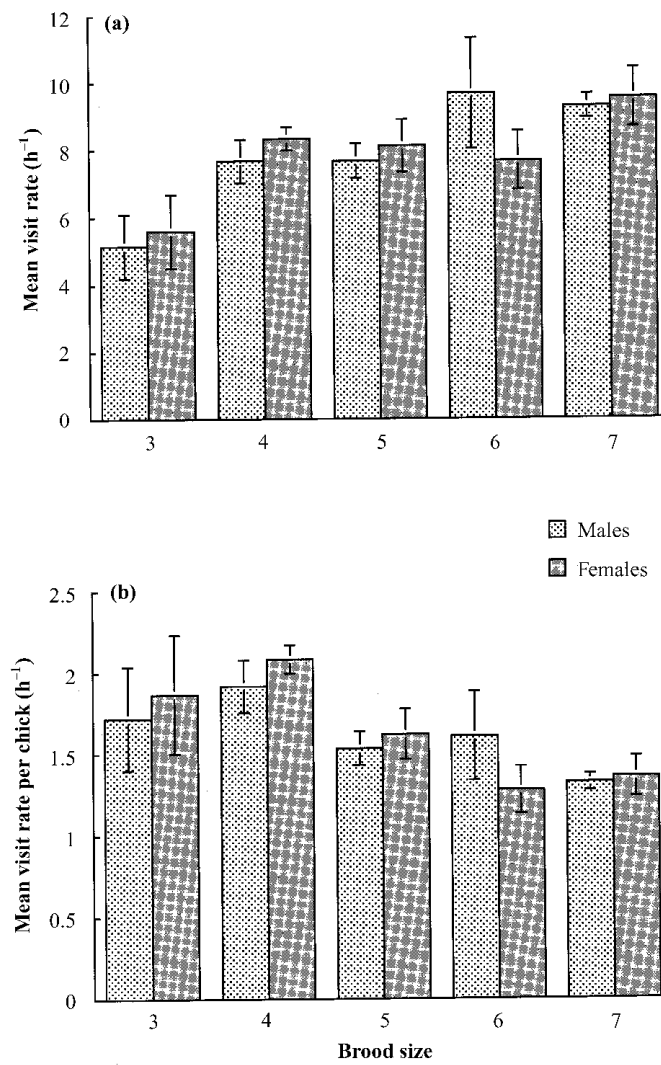 (a)
Mean visit rate (h⁻¹)
12
10
8
6
4
2
0
3 4 5 6 7
Males
Females
(b)
Mean visit rate per chick (h⁻¹)
2.5
2
1.5
1
0.5
0
3 4 5 6 7
Brood size